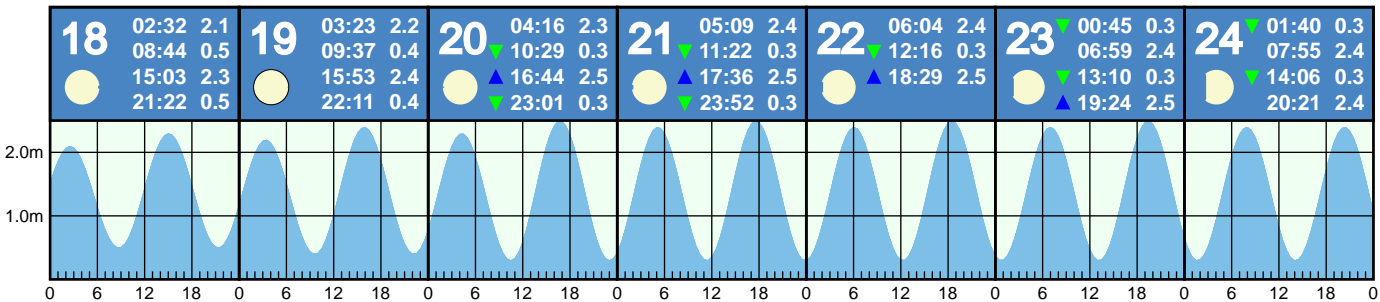 18
02:32 2.1
08:44 0.5
15:03 2.3
21:22 0.5
19
03:23 2.2
09:37 0.4
15:53 2.4
22:11 0.4
20
04:16 2.3
▼ 10:29 0.3
▲ 16:44 2.5
▼ 23:01 0.3
21
05:09 2.4
▼ 11:22 0.3
▲ 17:36 2.5
▼ 23:52 0.3
22
06:04 2.4
▼ 12:16 0.3
▲ 18:29 2.5
23
▼ 00:45 0.3
06:59 2.4
▼ 13:10 0.3
▲ 19:24 2.5
24
▼ 01:40 0.3
07:55 2.4
▼ 14:06 0.3
20:21 2.4
2.0m
1.0m
0 6 12 18 0 6 12 18 0 6 12 18 0 6 12 18 0 6 12 18 0 6 12 18 0 6 12 18 0